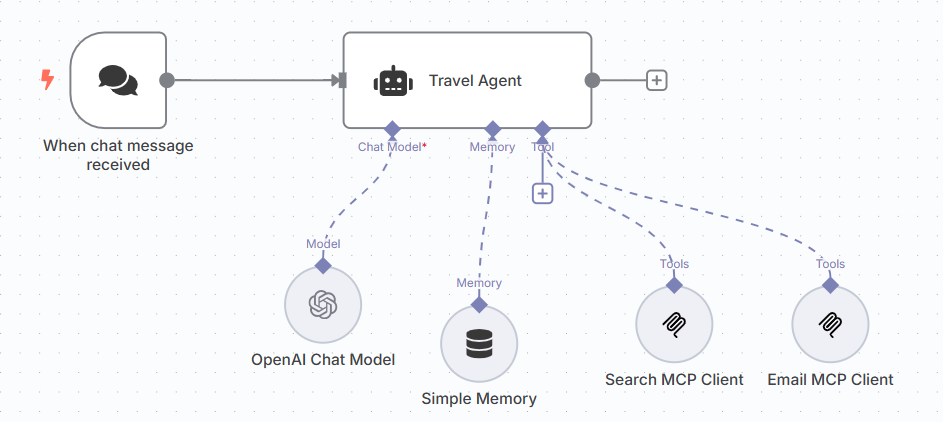 Travel Agent
When chat message
received
Chat Model*
Memory
Tool
Model
Memory
Tools
Tools
OpenAI Chat Model
Simple Memory
Search MCP Client
Email MCP Client